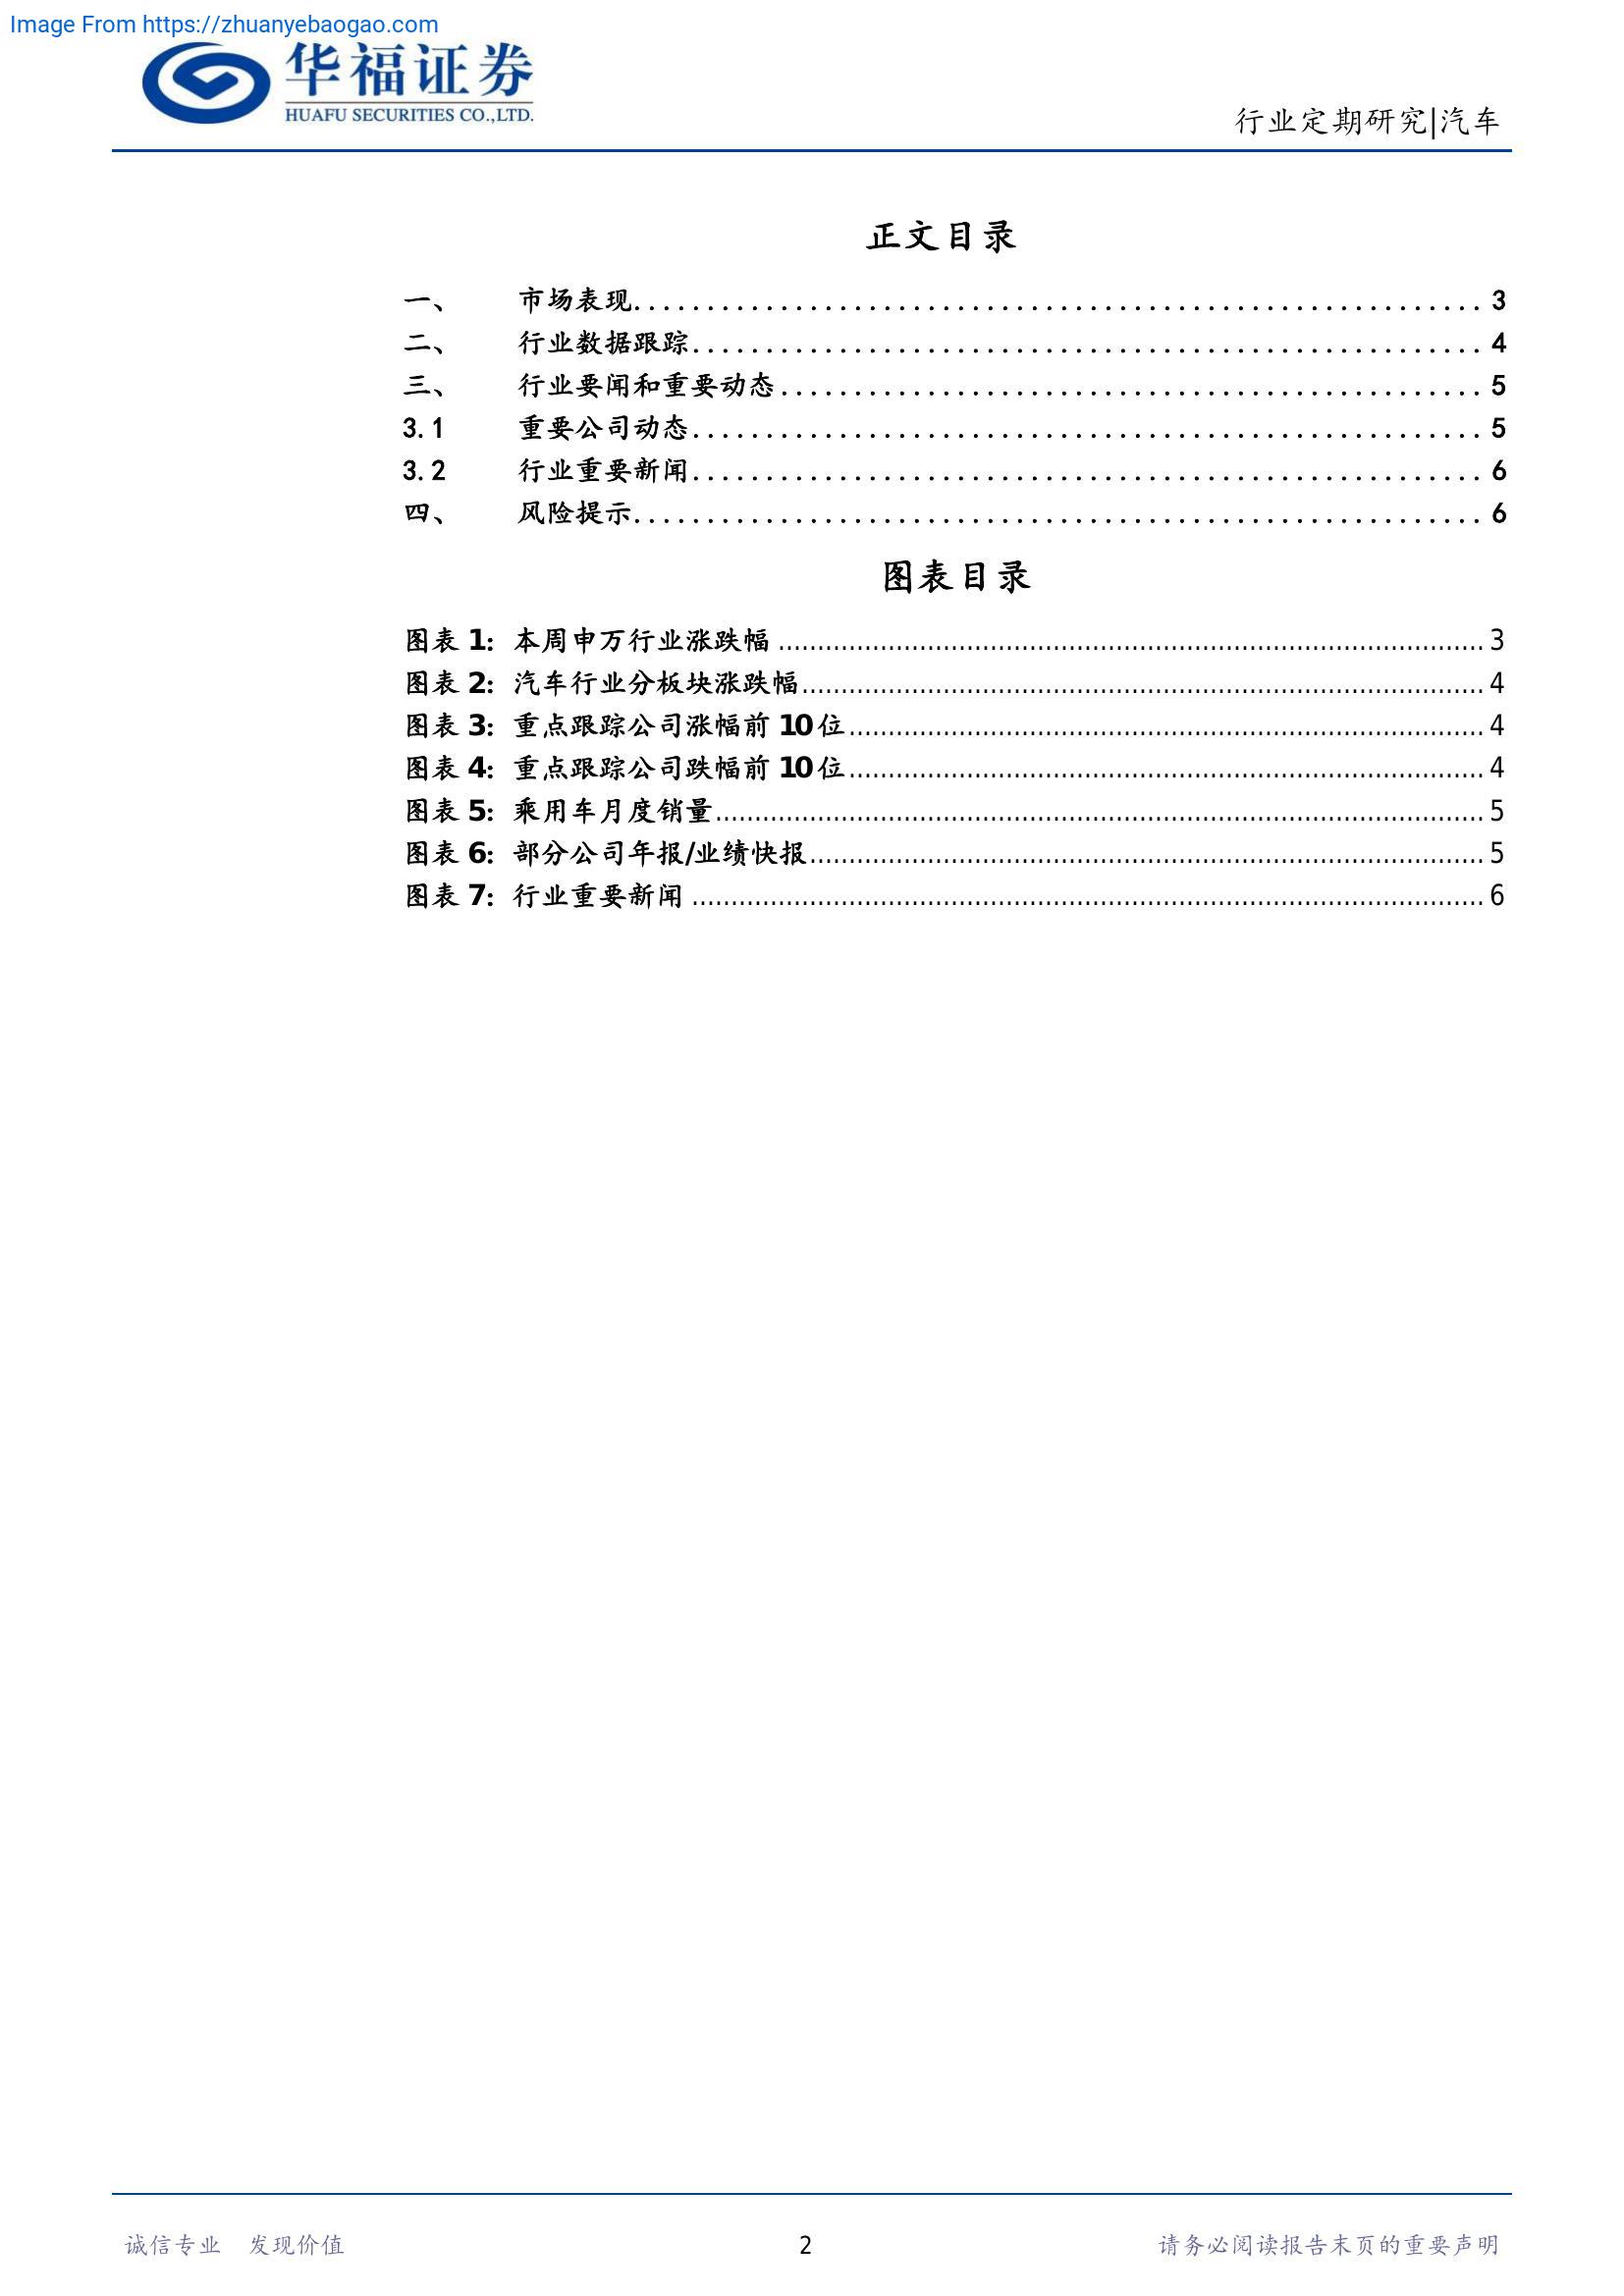 Image From https://zhuanyebaogao.com
华福证券
HUAFU SECURITIES CO.,LTD.
行业定期研究|汽车
正文目录
一、 市场表现........................................................ 3
二、 行业数据跟踪.................................................... 4
三、 行业要闻和重要动态.............................................. 5
3.1 重要公司动态.................................................... 5
3.2 行业重要新闻.................................................... 6
四、 风险提示........................................................ 6
图表目录
图表 1: 本周申万行业涨跌幅 ........................................................ 3
图表 2: 汽车行业分板块涨跌幅........................................................ 4
图表 3: 重点跟踪公司涨幅前 10 位........................................................ 4
图表 4: 重点跟踪公司跌幅前 10 位........................................................ 4
图表 5: 乘用车月度销量........................................................ 5
图表 6: 部分公司年报/业绩快报........................................................ 5
图表 7: 行业重要新闻 ........................................................ 6
诚信专业 发现价值 2 请务必阅读报告末页的重要声明